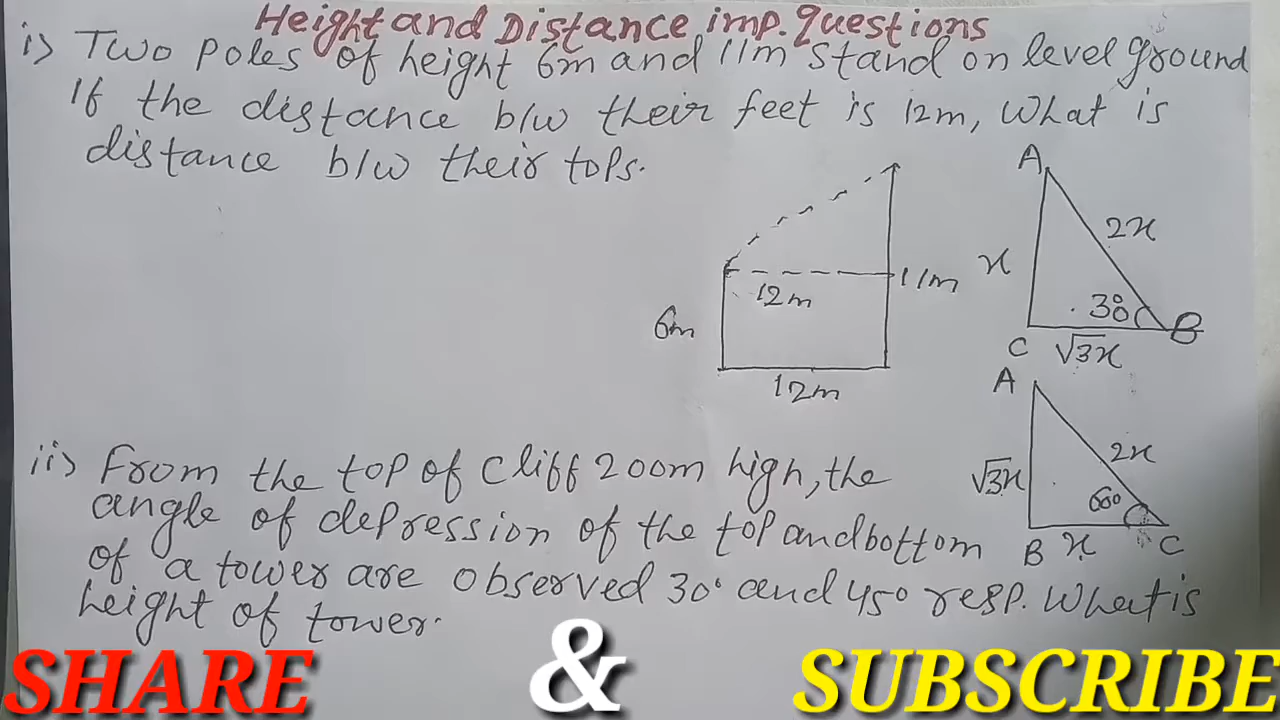 Height and Distance imp. Questions
i) Two poles of height 6m and 11m stand on level ground
If the distance b/w their feet is 12m, What is
distance b/w their tops.
A
2x
x
30°
C
√3x
B
12m
11m
6m
12m
A
2x
√3x
60°
B
x
C
ii) From the top of Cliff 200m high, the
angle of depression of the top and bottom
of a tower are observed 30° and 45° resp. What is
height of tower.
SHARE & SUBSCRIBE